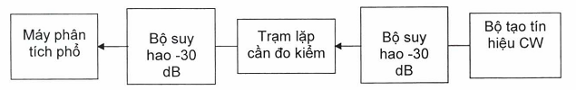 Máy phân
tích phổ
Bộ suy
hao -30
dB
Trạm lặp
cần đo kiểm
Bộ suy
hao -30
dB
Bộ tạo tín
hiệu CW